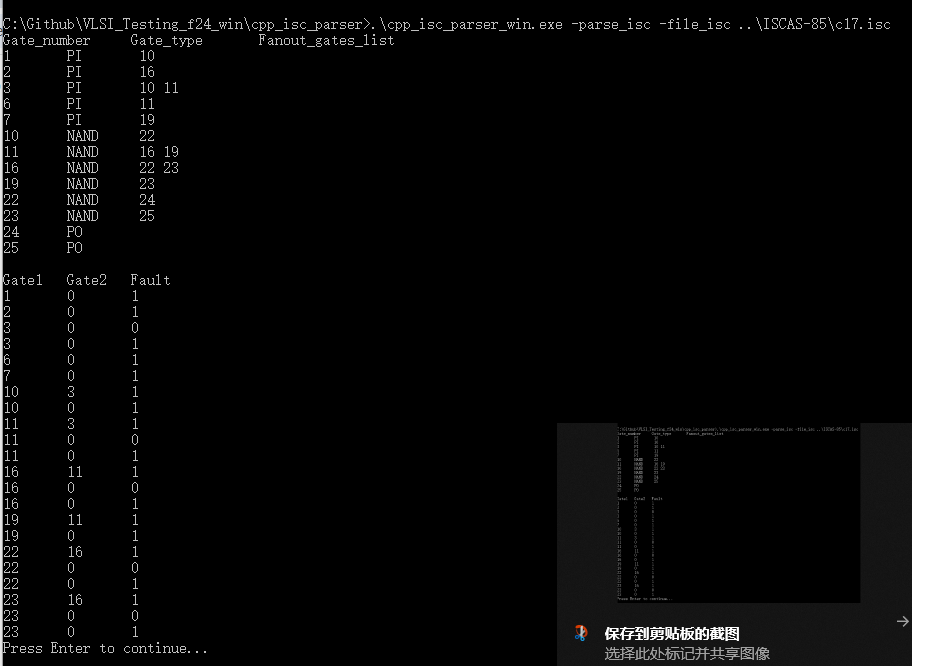 C:\Github\VLSI_Testing_f24_win\cpp_isc_parser>.\cpp_isc_parser_win.exe -parse_isc -file_isc ..\ISCAS-85\c17.isc
Gate_number Gate_type Fanout_gates_list
1 PI 10
2 PI 16
3 PI 10 11
6 PI 11
7 PI 19
10 NAND 22
11 NAND 16 19
16 NAND 22 23
19 NAND 23
22 NAND 24
23 NAND 25
24 PO
25 PO
Gate1 Gate2 Fault
1 0 1
2 0 1
3 0 0
3 0 1
6 0 1
7 0 1
10 3 1
10 0 1
11 3 1
11 0 0
11 0 1
16 11 1
16 0 0
16 0 1
19 11 1
19 0 1
22 16 1
22 0 0
22 0 1
23 16 1
23 0 0
23 0 1
Press Enter to continue...
保存到剪贴板的截图
选择此处标记并共享图像